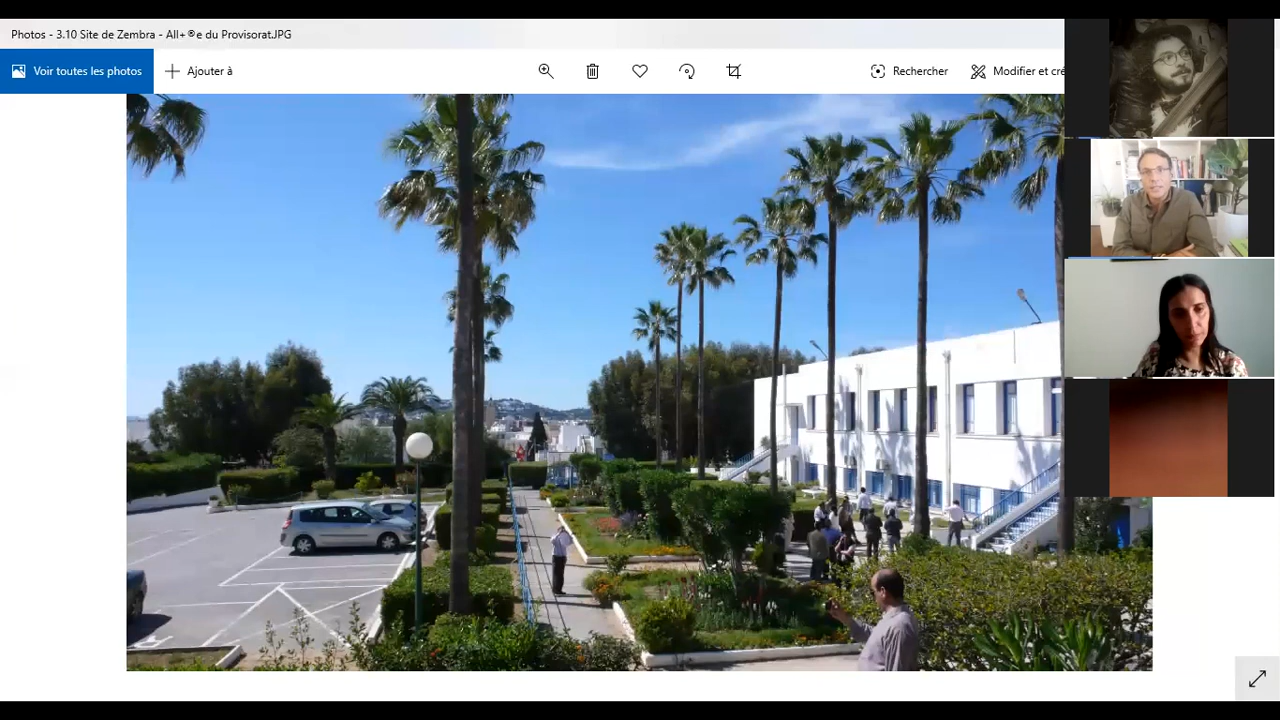 Photos - 3.10 Site de Zembra - All+®e du Provisorat.JPG
Voir toutes les photos
Ajouter à
Rechercher
Modifier et cré